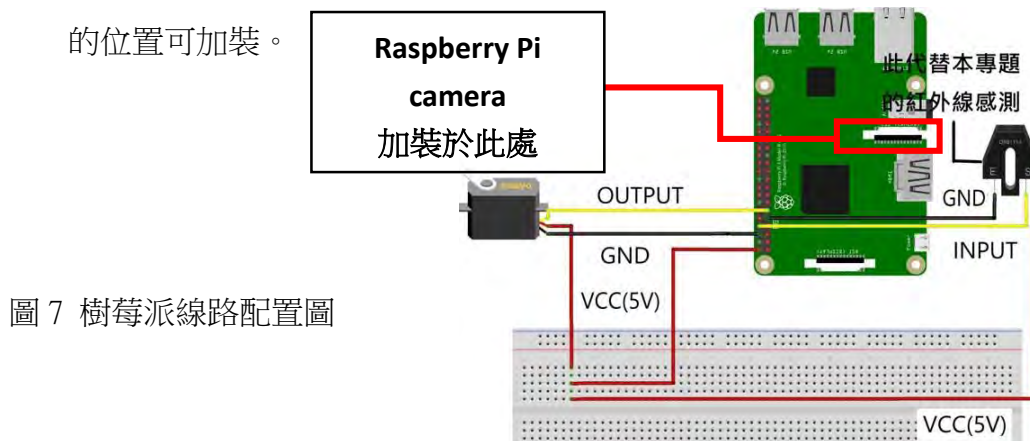 的位置可加裝。
Raspberry Pi
camera
加裝於此處
此代替本專題
的紅外線感測
OUTPUT
GND
GND
INPUT
VCC(5V)
圖 7 樹莓派線路配置圖
VCC(5V)